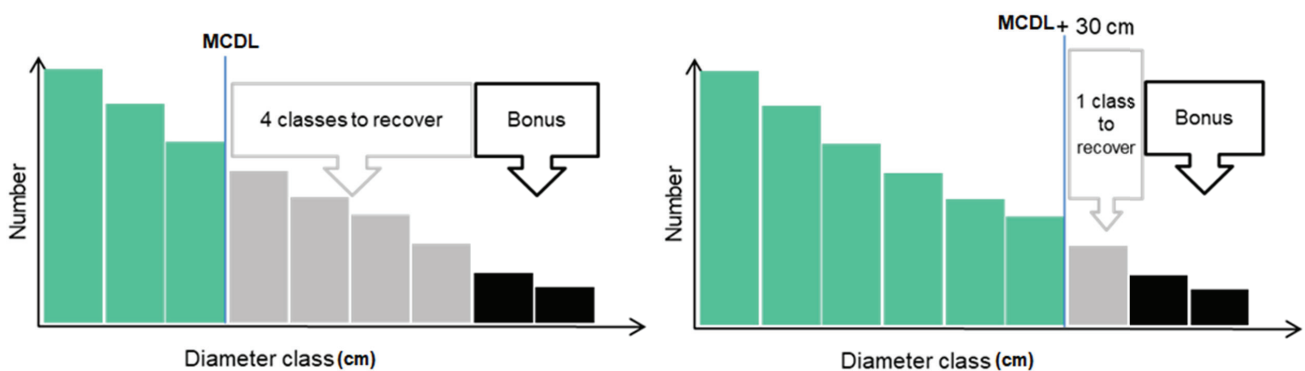 MCDL
4 classes to recover
Bonus
Number
Diameter class (cm)
MCDL + 30 cm
1 class
to
recover
Bonus
Number
Diameter class (cm)